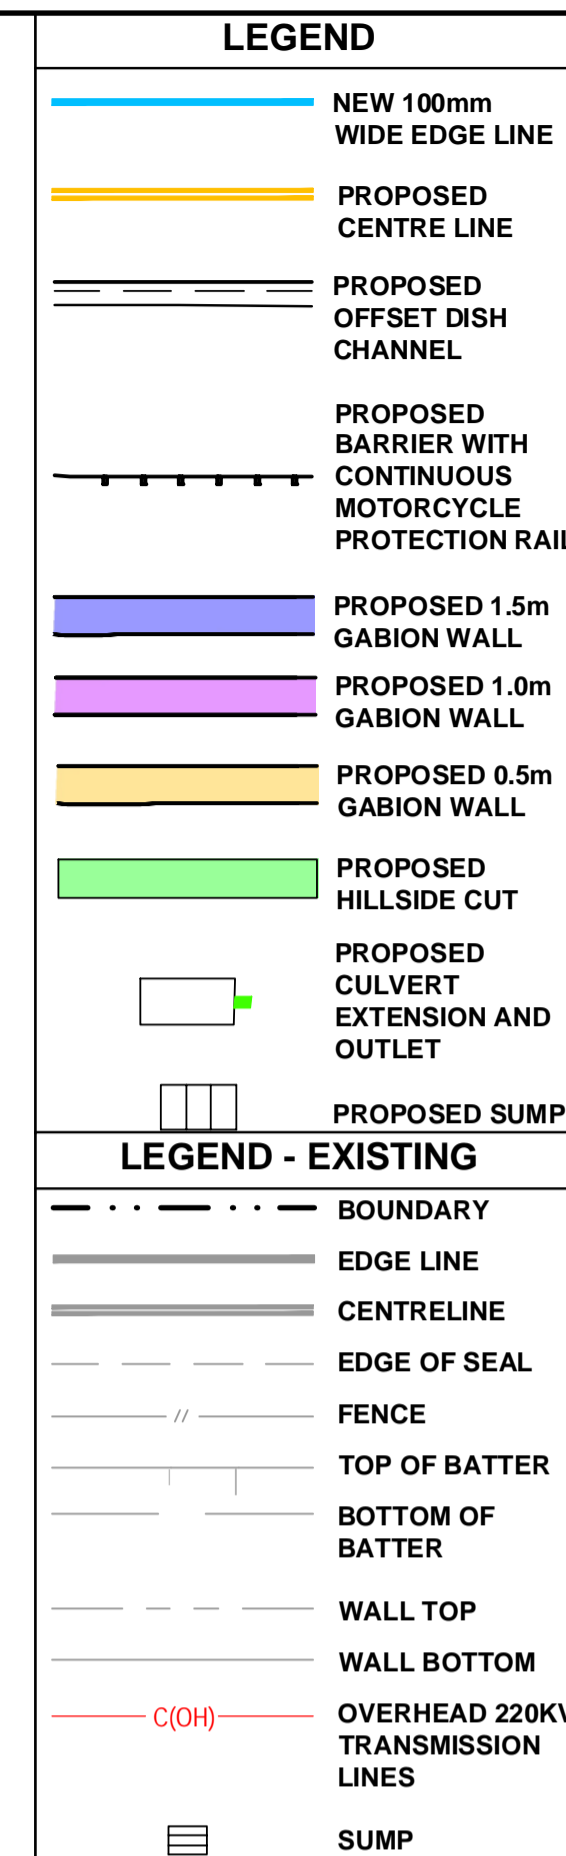 LEGEND
NEW 100mm
WIDE EDGE LINE
PROPOSED
CENTRE LINE
PROPOSED
OFFSET DISH
CHANNEL
PROPOSED
BARRIER WITH
CONTINUOUS
MOTORCYCLE
PROTECTION RAIL
PROPOSED 1.5m
GABION WALL
PROPOSED 1.0m
GABION WALL
PROPOSED 0.5m
GABION WALL
PROPOSED
HILLSIDE CUT
PROPOSED
CULVERT
EXTENSION AND
OUTLET
PROPOSED SUMP
LEGEND - EXISTING
BOUNDARY
EDGE LINE
CENTRELINE
EDGE OF SEAL
FENCE
TOP OF BATTER
BOTTOM OF
BATTER
WALL TOP
WALL BOTTOM
C(OH) OVERHEAD 220KV
TRANSMISSION
LINES
SUMP